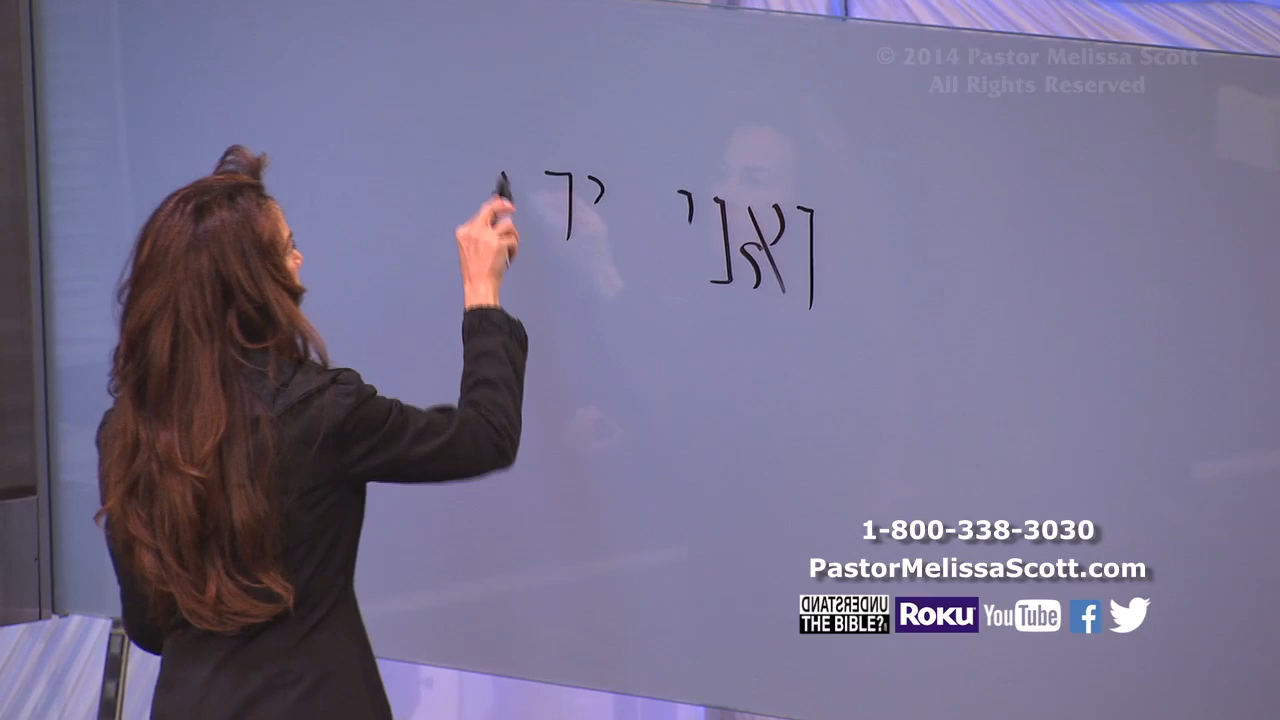 © 2014 Pastor Melissa Scott
All Rights Reserved
ואני יד
1-800-338-3030
PastorMelissaScott.com
UNDERSTAND
THE BIBLE?
ROKU
YouTube
f